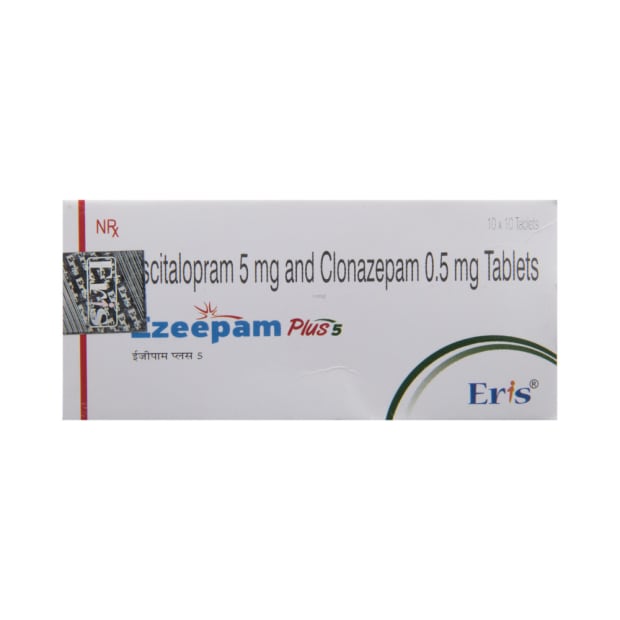 NRx
10 x 10 Tablets
scitalopram 5 mg and Clonazepam 0.5 mg Tablets
Ezeepam Plus 5
ईजीपाम प्लस 5
Eris®